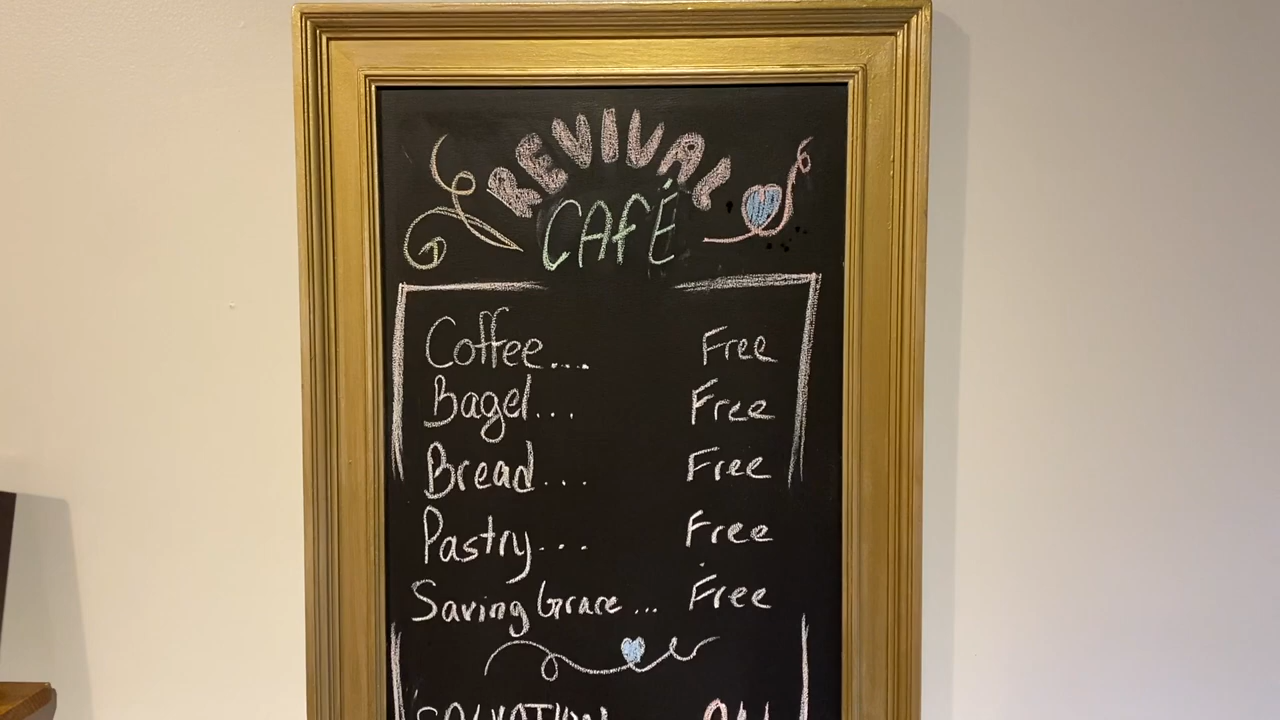 REVIVAL
CAFÉ
Coffee.... Free
Bagel... Free
Bread... Free
Pastry... Free
Saving Grace... Free